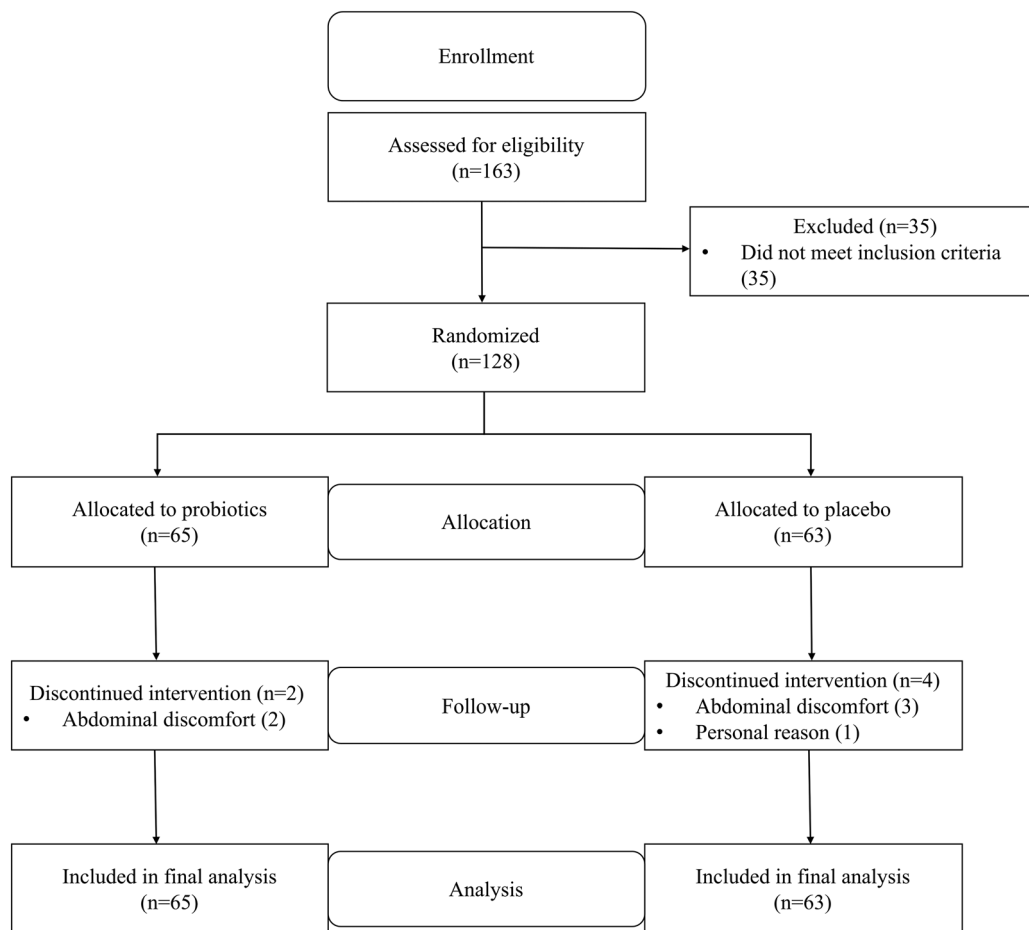 Enrollment
Assessed for eligibility
(n=163)
Excluded (n=35)
• Did not meet inclusion criteria
(35)
Randomized
(n=128)
Allocated to probiotics
(n=65)
Allocation
Allocated to placebo
(n=63)
Discontinued intervention (n=2)
• Abdominal discomfort (2)
Follow-up
Discontinued intervention (n=4)
• Abdominal discomfort (3)
• Personal reason (1)
Included in final analysis
(n=65)
Analysis
Included in final analysis
(n=63)